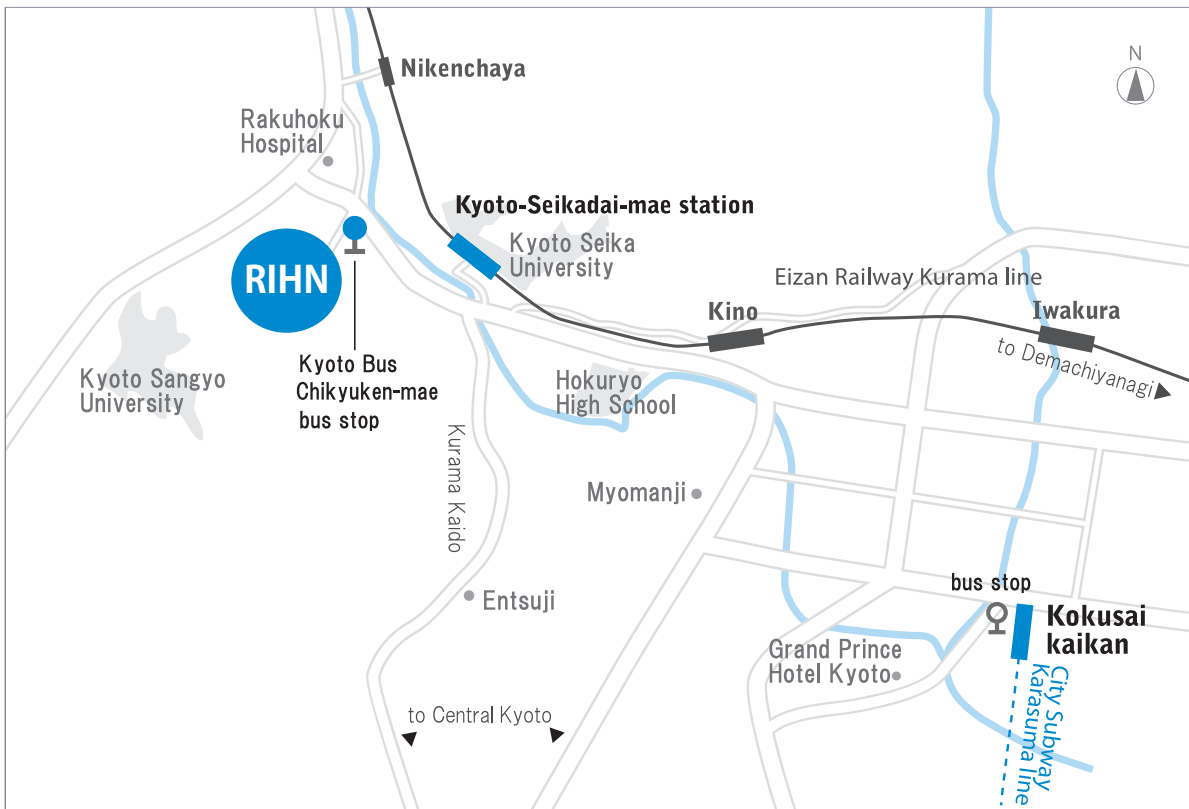 Nikenchaya
N
Rakuhoku
Hospital
Kyoto-Seikadai-mae station
Kyoto Seika
University
RIHN
Eizan Railway Kurama line
Kino
Iwakura
to Demachiyanagi
Kyoto Bus
Chikyuken-mae
bus stop
Kyoto Sangyo
University
Hokuryo
High School
Kurama Kaido
Myomanji
Entsuji
bus stop
Kokusai
kaikan
Grand Prince
Hotel Kyoto
City Subway
Karasuma line
to Central Kyoto